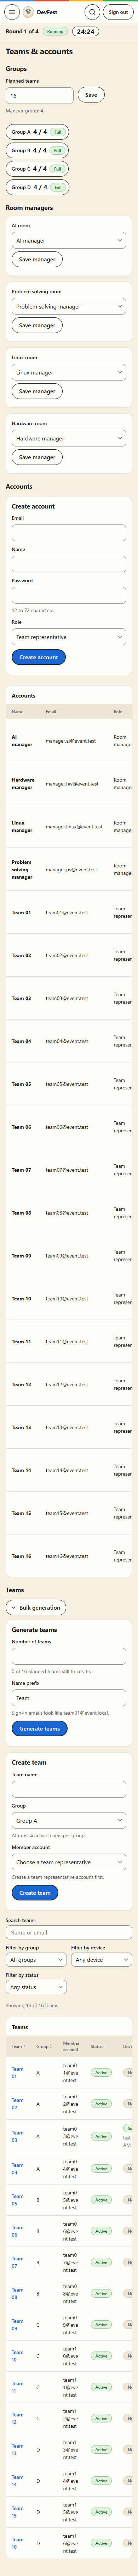 DevFest
Sign out
Round 1 of 4 Running 24:24
Teams & accounts
Groups
Planned teams
16 Save
Max per group 4
Group A 4 / 4 Full
Group B 4 / 4 Full
Group C 4 / 4 Full
Group D 4 / 4 Full
Room managers
AI room
AI manager
Save manager
Problem solving room
Problem solving manager
Save manager
Linux room
Linux manager
Save manager
Hardware room
Hardware manager
Save manager
Accounts
Create account
Email
Name
Password
12 to 72 characters.
Role
Team representative
Create account
Accounts
Name Email Role
AI manager manager.ai@event.test Room manager
Hardware manager manager.hw@event.test Room manager
Linux manager manager.linux@event.test Room manager
Problem solving manager manager.ps@event.test Room manager
Team 01 team01@event.test Team represen
Team 02 team02@event.test Team represen
Team 03 team03@event.test Team represen
Team 04 team04@event.test Team represen
Team 05 team05@event.test Team represen
Team 06 team06@event.test Team represen
Team 07 team07@event.test Team represen
Team 08 team08@event.test Team represen
Team 09 team09@event.test Team represen
Team 10 team10@event.test Team represen
Team 11 team11@event.test Team represen
Team 12 team12@event.test Team represen
Team 13 team13@event.test Team represen
Team 14 team14@event.test Team represen
Team 15 team15@event.test Team represen
Team 16 team16@event.test Team represen
Teams
Bulk generation
Generate teams
Number of teams
0 of 16 planned teams still to create.
Name prefix
Team
Sign-in emails look like team01@event.local.
Generate teams
Create team
Team name
Group
Group A
At most 4 active teams per group.
Member account
Choose a team representative
Create a team representative account first.
Create team
Search teams
Name or email
Filter by group Filter by device
All groups Any device
Filter by status
Any status
Showing 16 of 16 teams
Teams
Team Group Member account Status
Team 01 A team01@event.test Active
Team 02 A team02@event.test Active
Team 03 A team03@event.test Active
Team 04 A team04@event.test Active
Team 05 B team05@event.test Active
Team 06 B team06@event.test Active
Team 07 B team07@event.test Active
Team 08 B team08@event.test Active
Team 09 C team09@event.test Active
Team 10 C team10@event.test Active
Team 11 C team11@event.test Active
Team 12 C team12@event.test Active
Team 13 D team13@event.test Active
Team 14 D team14@event.test Active
Team 15 D team15@event.test Active
Team 16 D team16@event.test Active